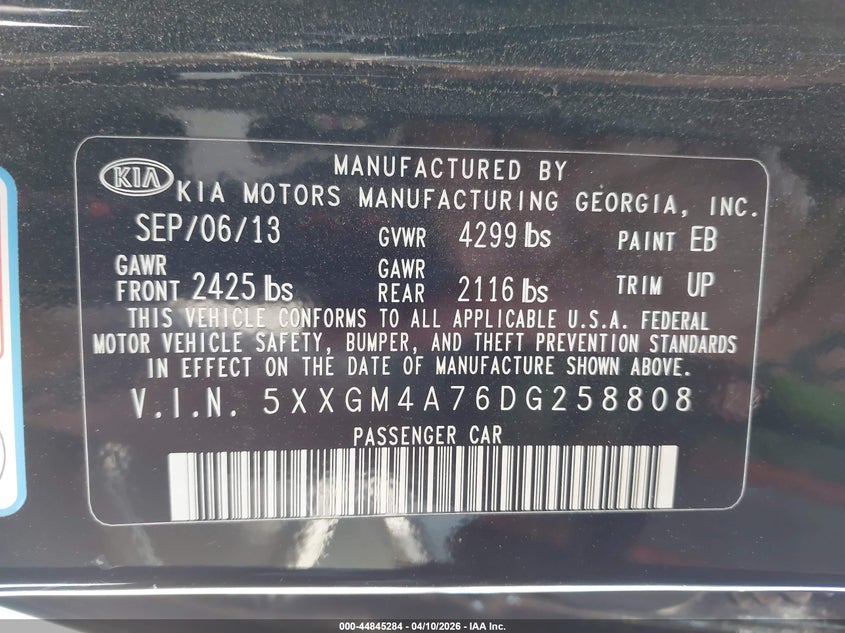 MANUFACTURED BY
KIA KIA MOTORS MANUFACTURING GEORGIA, INC.
SEP/06/13 GVWR 4299 lbs PAINT EB
GAWR FRONT 2425 lbs GAWR REAR 2116 lbs TRIM UP
THIS VEHICLE CONFORMS TO ALL APPLICABLE U.S.A. FEDERAL
MOTOR VEHICLE SAFETY, BUMPER, AND THEFT PREVENTION STANDARDS
IN EFFECT ON THE DATE OF MANUFACTURE SHOWN ABOVE.
V.I.N. 5XXGM4A76DG258808
PASSENGER CAR
000-44845284 - 04/10/2026 - IAA Inc.